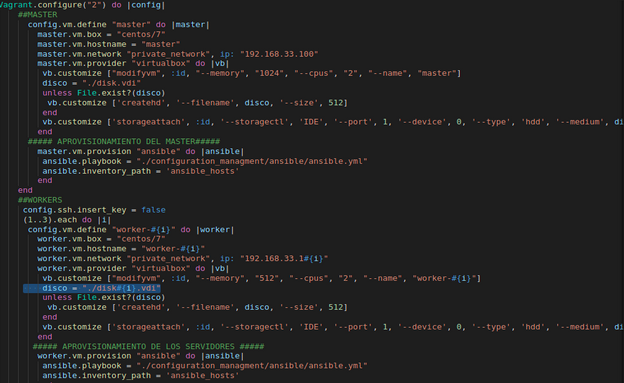 Vagrant.configure("2") do |config|
##MASTER
config.vm.define "master" do |master|
master.vm.box = "centos/7"
master.vm.hostname = "master"
master.vm.network "private_network", ip: "192.168.33.100"
master.vm.provider "virtualbox" do |vb|
vb.customize ["modifyvm", :id, "--memory", "1024", "--cpus", "2", "--name", "master"]
disco = "./disk.vdi"
unless File.exist?(disco)
vb.customize ['createhd', '--filename', disco, '--size', 512]
end
vb.customize ['storageattach', :id, '--storagectl', 'IDE', '--port', 1, '--device', 0, '--type', 'hdd', '--medium', di
end
##### APROVISIONAMIENTO DEL MASTER#####
master.vm.provision "ansible" do |ansible|
ansible.playbook = "./configuration_managment/ansible/ansible.yml"
ansible.inventory_path = 'ansible_hosts'
end
end
##WORKERS
config.ssh.insert_key = false
(1..3).each do |i|
config.vm.define "worker-#{i}" do |worker|
worker.vm.box = "centos/7"
worker.vm.hostname = "worker-#{i}"
worker.vm.network "private_network", ip: "192.168.33.1#{i}"
worker.vm.provider "virtualbox" do |vb|
vb.customize ["modifyvm", :id, "--memory", "512", "--cpus", "2", "--name", "worker-#{i}"]
disco = "./disk#{i}.vdi"
unless File.exist?(disco)
vb.customize ['createhd', '--filename', disco, '--size', 512]
end
vb.customize ['storageattach', :id, '--storagectl', 'IDE', '--port', 1, '--device', 0, '--type', 'hdd', '--medium', di
end
##### APROVISIONAMIENTO DE LOS SERVIDORES #####
worker.vm.provision "ansible" do |ansible|
ansible.playbook = "./configuration_managment/ansible/ansible.yml"
ansible.inventory_path = 'ansible_hosts'